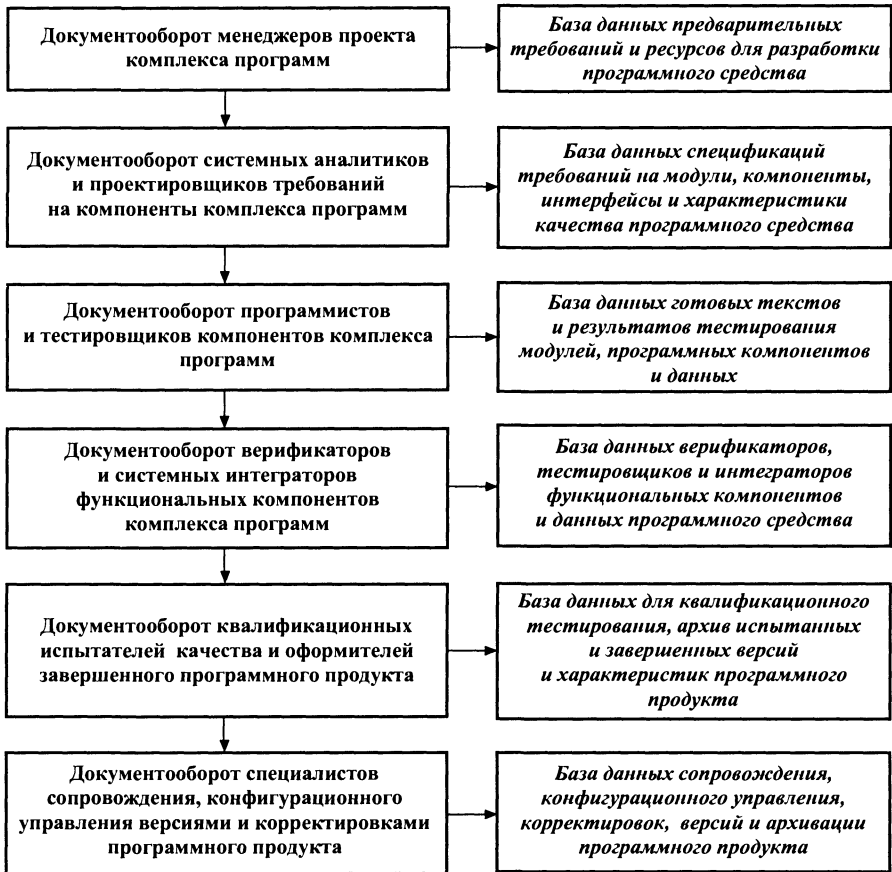 Документооборот менеджеров проекта
комплекса программ
База данных предварительных
требований и ресурсов для разработки
программного средства
Документооборот системных аналитиков
и проектировщиков требований
на компоненты комплекса программ
База данных спецификаций
требований на модули, компоненты,
интерфейсы и характеристики
качества программного средства
Документооборот программистов
и тестировщиков компонентов комплекса
программ
База данных готовых текстов
и результатов тестирования
модулей, программных компонентов
и данных
Документооборот верификаторов
и системных интеграторов
функциональных компонентов
комплекса программ
База данных верификаторов,
тестировщиков и интеграторов
функциональных компонентов
и данных программного средства
Документооборот квалификационных
испытателей качества и оформителей
завершенного программного продукта
База данных для квалификационного
тестирования, архив испытанных
и завершенных версий
и характеристик программного
продукта
Документооборот специалистов
сопровождения, конфигурационного
управления версиями и корректировками
программного продукта
База данных сопровождения,
конфигурационного управления,
корректировок, версий и архивации
программного продукта